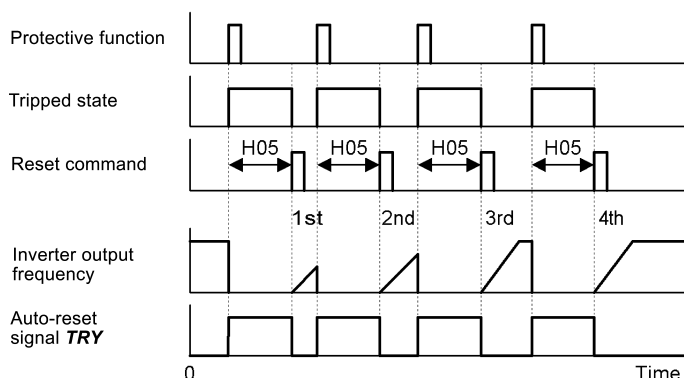 Protective function
Tripped state
Reset command
H05 H05 H05 H05
1st 2nd 3rd 4th
Inverter output
frequency
Auto-reset
signal TRY
0 Time